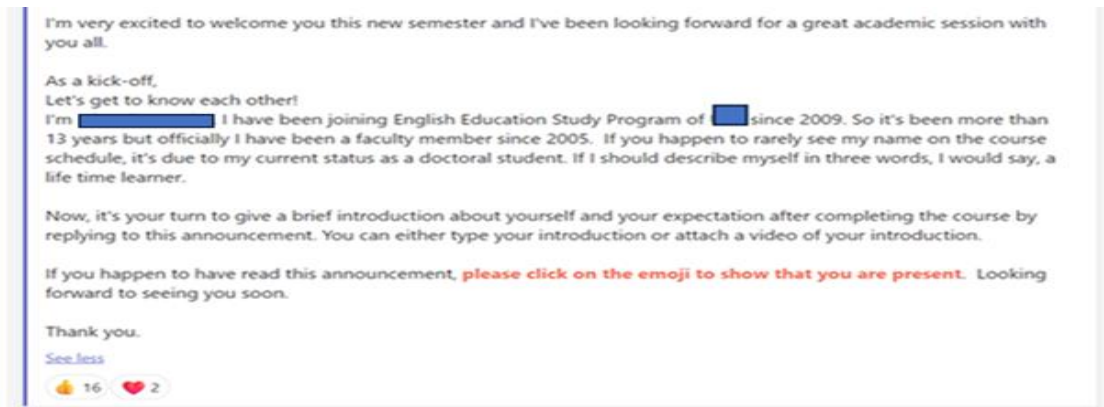 I'm very excited to welcome you this new semester and I've been looking forward for a great academic session with
you all.
As a kick-off,
Let's get to know each other!
I'm I have been joining English Education Study Program of since 2009. So it's been more than
13 years but officially I have been a faculty member since 2005. If you happen to rarely see my name on the course
schedule, it's due to my current status as a doctoral student. If I should describe myself in three words, I would say, a
life time learner.
Now, it's your turn to give a brief introduction about yourself and your expectation after completing the course by
replying to this announcement. You can either type your introduction or attach a video of your introduction.
If you happen to have read this announcement, please click on the emoji to show that you are present. Looking
forward to seeing you soon.
Thank you.
See less
16 2